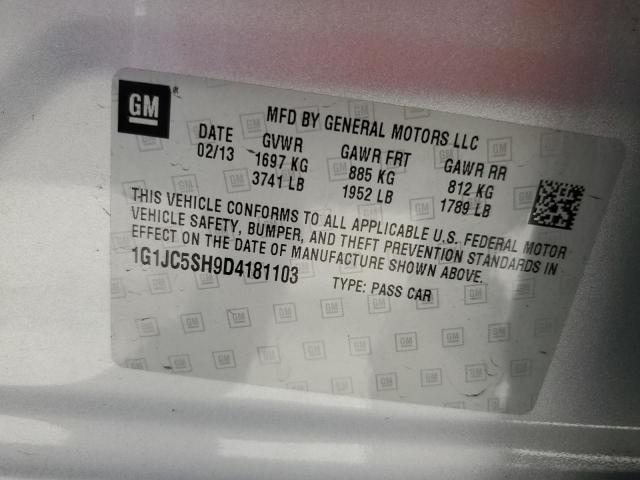 GM
MFD BY GENERAL MOTORS LLC
DATE GVWR GAWR FRT GAWR RR
02/13 1697 KG 885 KG 812 KG
3741 LB 1952 LB 1789 LB
THIS VEHICLE CONFORMS TO ALL APPLICABLE U.S. FEDERAL MOTOR
VEHICLE SAFETY, BUMPER, AND THEFT PREVENTION STANDARDS IN
EFFECT ON THE DATE OF MANUFACTURE SHOWN ABOVE.
1G1JC5SH9D4181103 TYPE: PASS CAR